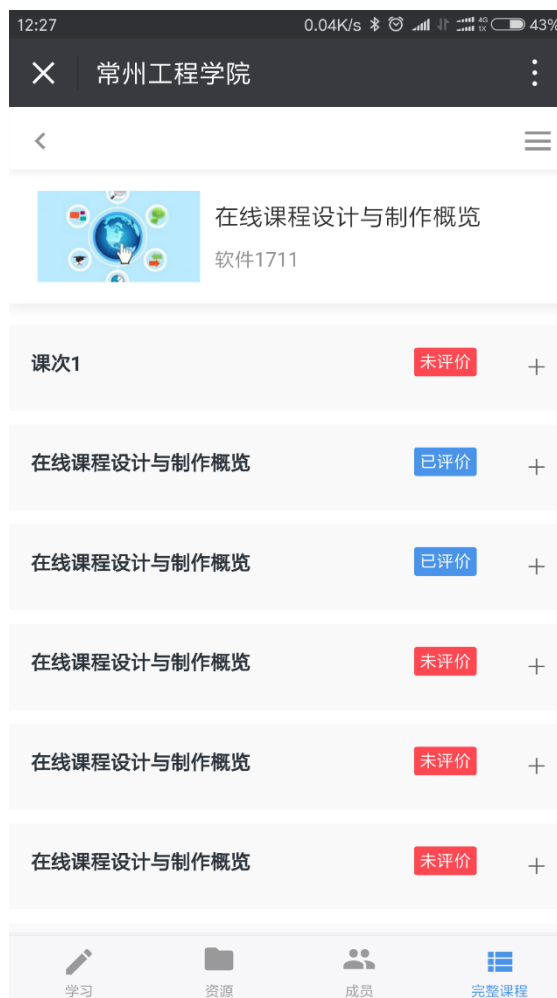 12:27 0.04K/s 4G 1X 43%
常州工程学院
在线课程设计与制作概览
软件1711
课次1 未评价
在线课程设计与制作概览 已评价
在线课程设计与制作概览 已评价
在线课程设计与制作概览 未评价
在线课程设计与制作概览 未评价
在线课程设计与制作概览 未评价
学习 资源 成员 完整课程